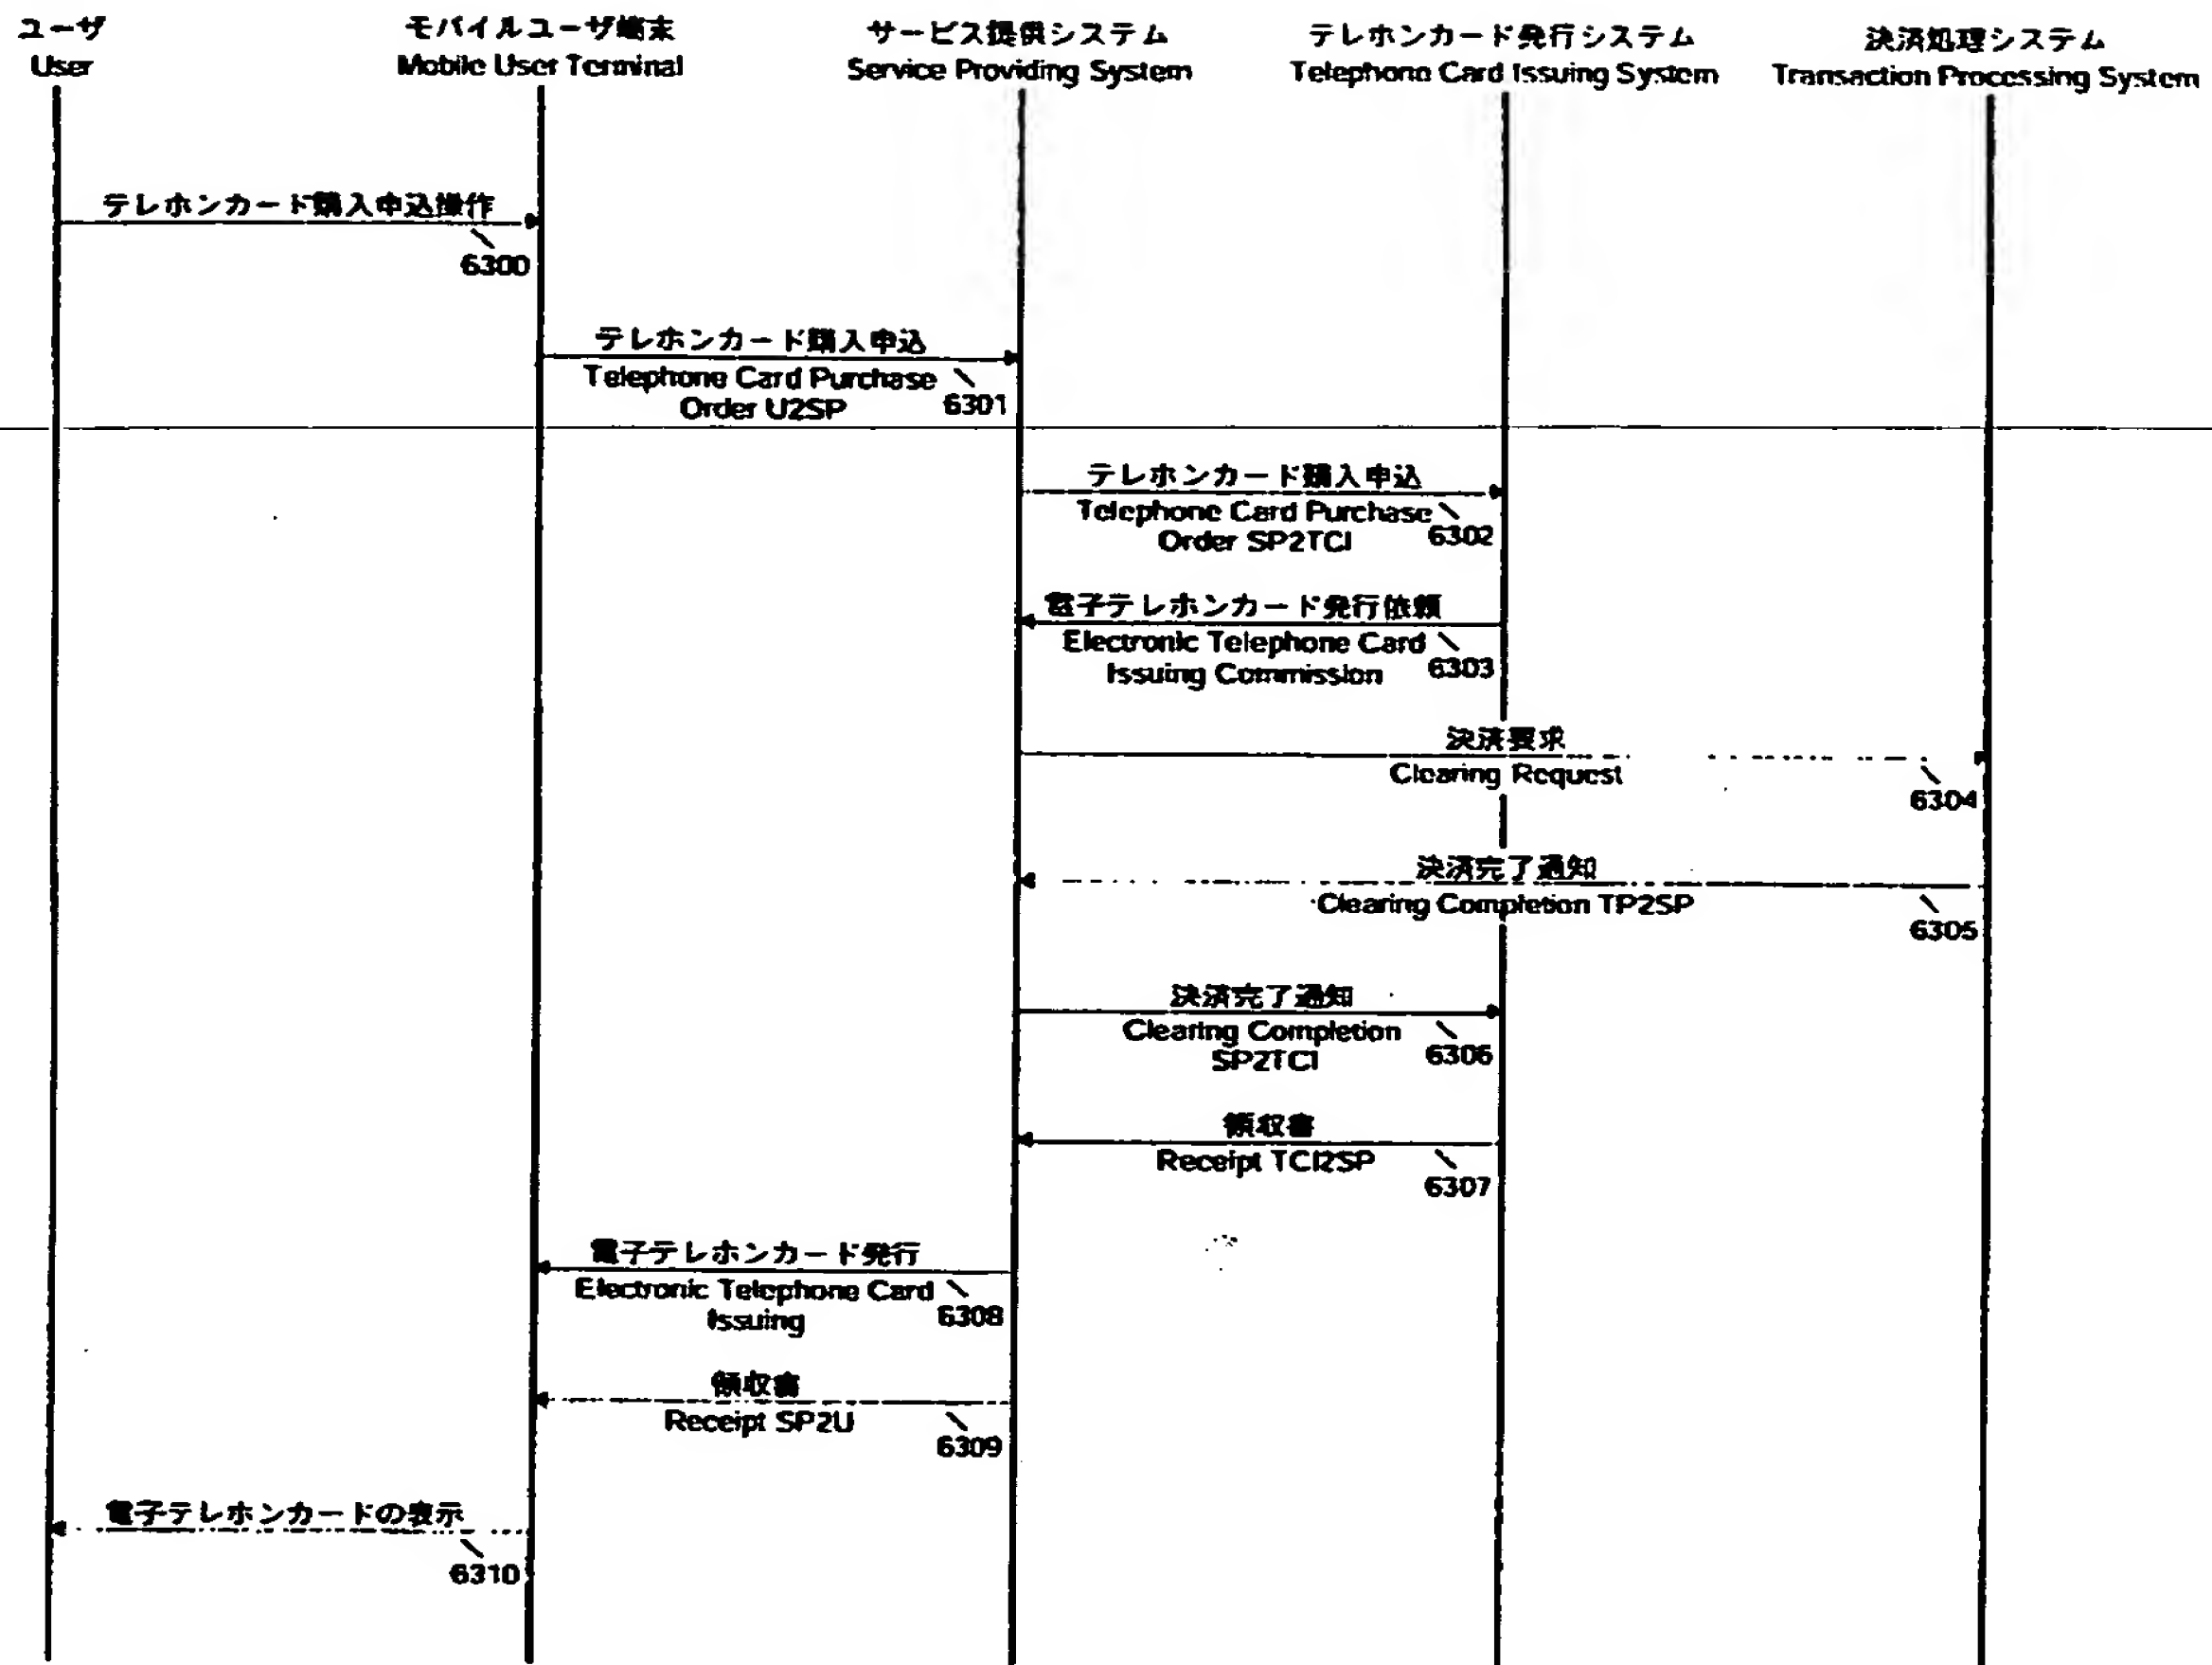 ユーザ
User
モバイルユーザ端末
Mobile User Terminal
サービス提供システム
Service Providing System
テレホンカード発行システム
Telephone Card Issuing System
決済処理システム
Transaction Processing System
テレホンカード購入申込操作
6300
テレホンカード購入申込
Telephone Card Purchase
Order U2SP
6301
テレホンカード購入申込
Telephone Card Purchase
Order SP2TCI
6302
電子テレホンカード発行依頼
Electronic Telephone Card
Issuing Commission
6303
決済要求
Clearing Request
6304
決済完了通知
Clearing Completion TP2SP
6305
決済完了通知
Clearing Completion
SP2TCI
6306
領収書
Receipt TCI2SP
6307
電子テレホンカード発行
Electronic Telephone Card
Issuing
6308
領収書
Receipt SP2U
6309
電子テレホンカードの表示
6310